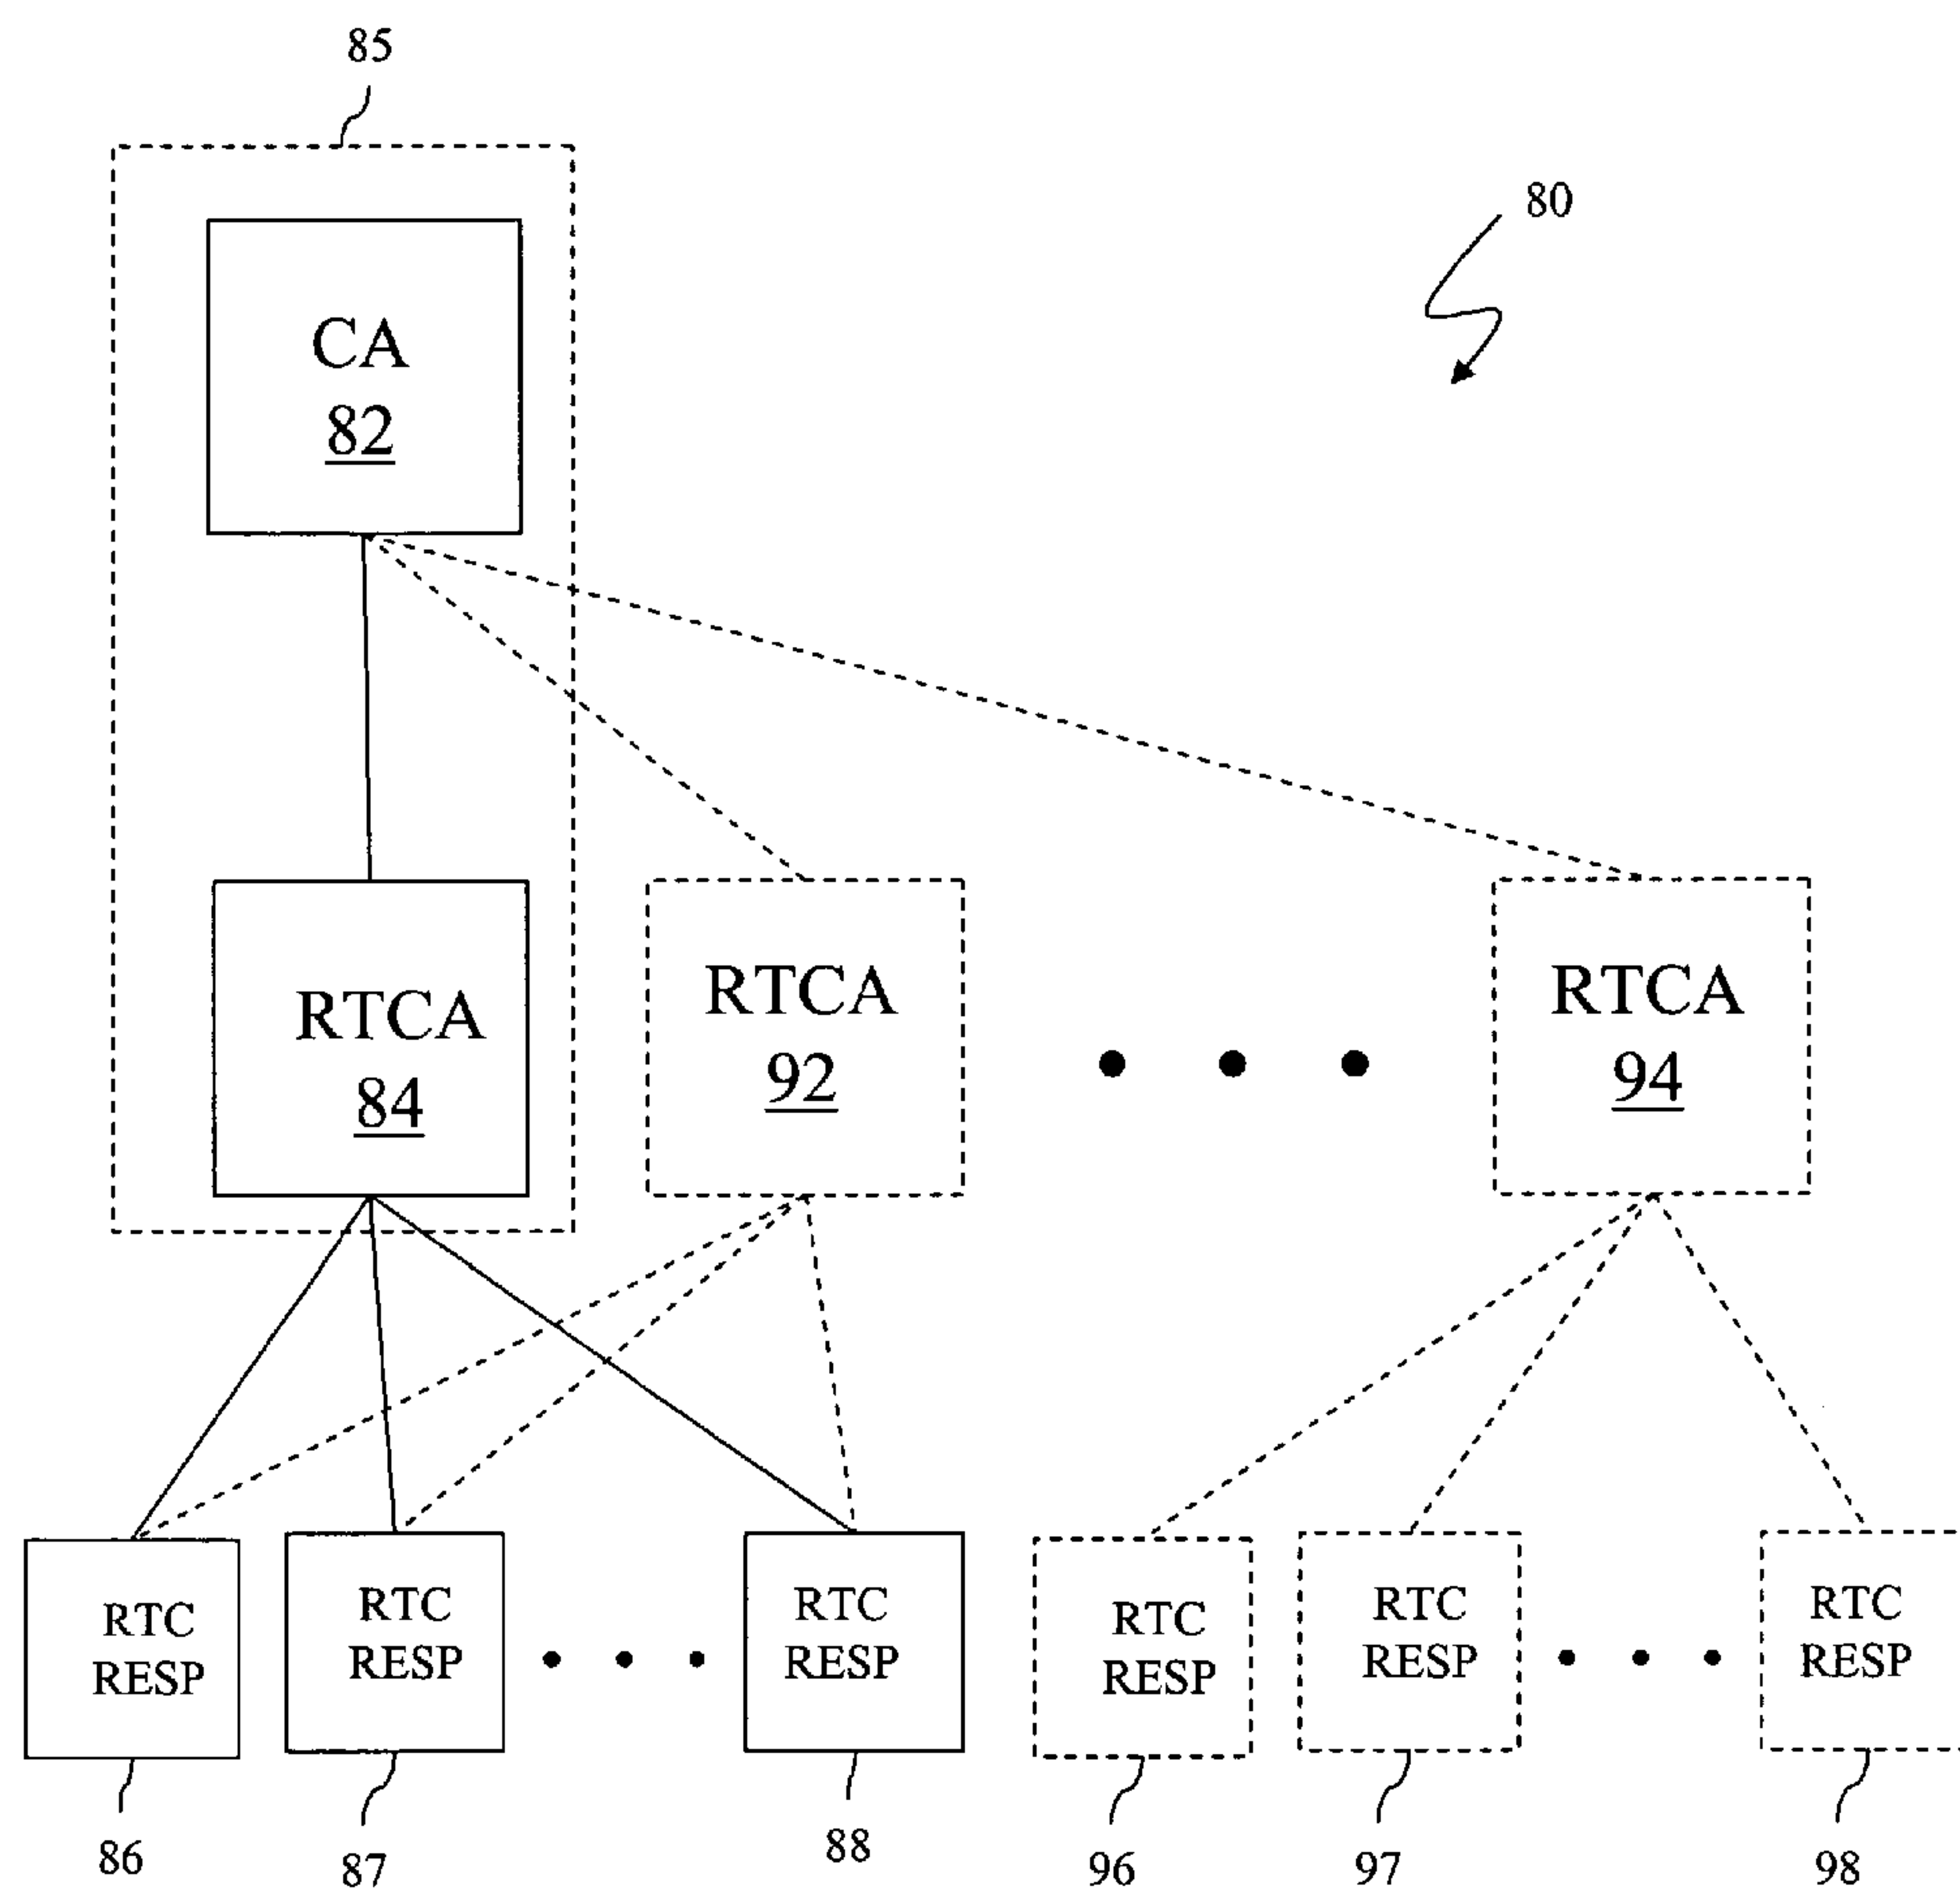 85
80
CA
82
RTCA
84
RTCA
92
RTCA
94
RTC
RESP
RTC
RESP
RTC
RESP
RTC
RESP
RTC
RESP
RTC
RESP
86
87
88
96
97
98